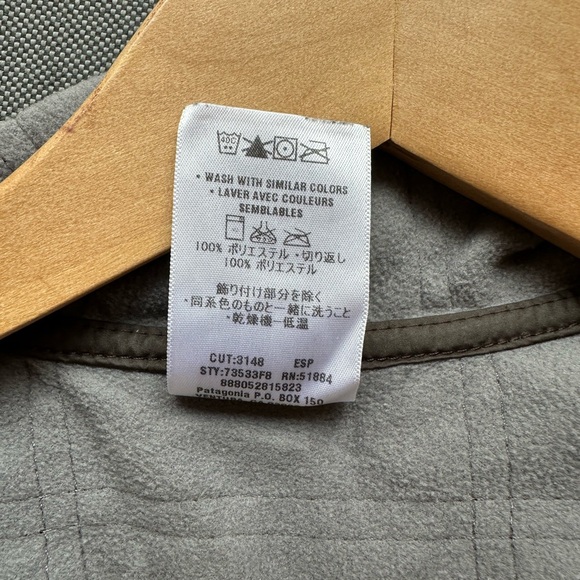 40C
• WASH WITH SIMILAR COLORS
• LAVER AVEC COULEURS
SEMBLABLES
100% ポリエステル ・切り返し
100% ポリエステル
飾り付け部分を除く
・同系色のものと一緒に洗うこと
・乾燥機－低温
CUT:3148 ESP
STY:73533F8 RN:51884
888052815823
Patagonia P.O. BOX 150
VENTURA